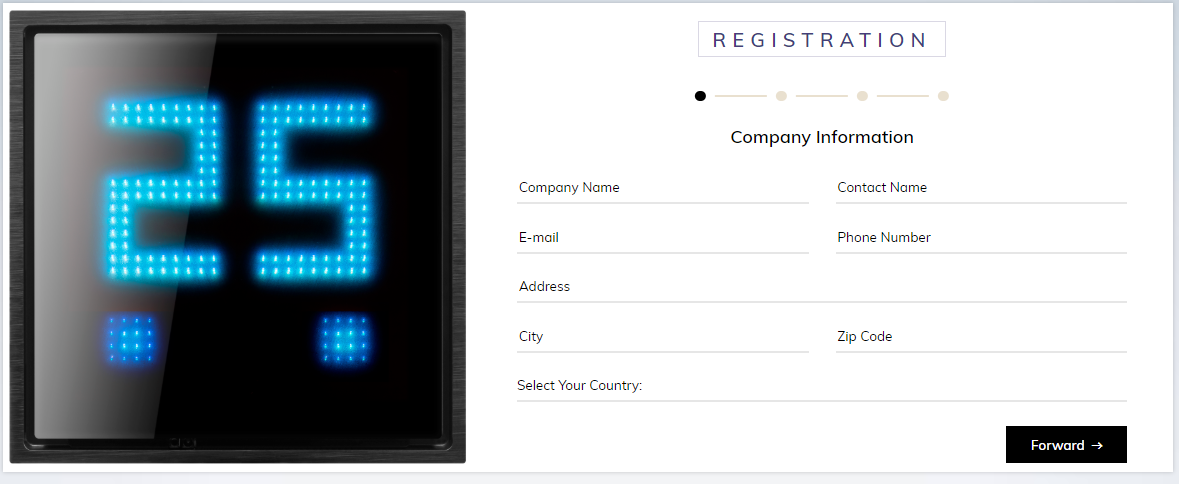 25
REGISTRATION
Company Information
Company Name
Contact Name
E-mail
Phone Number
Address
City
Zip Code
Select Your Country:
Forward →